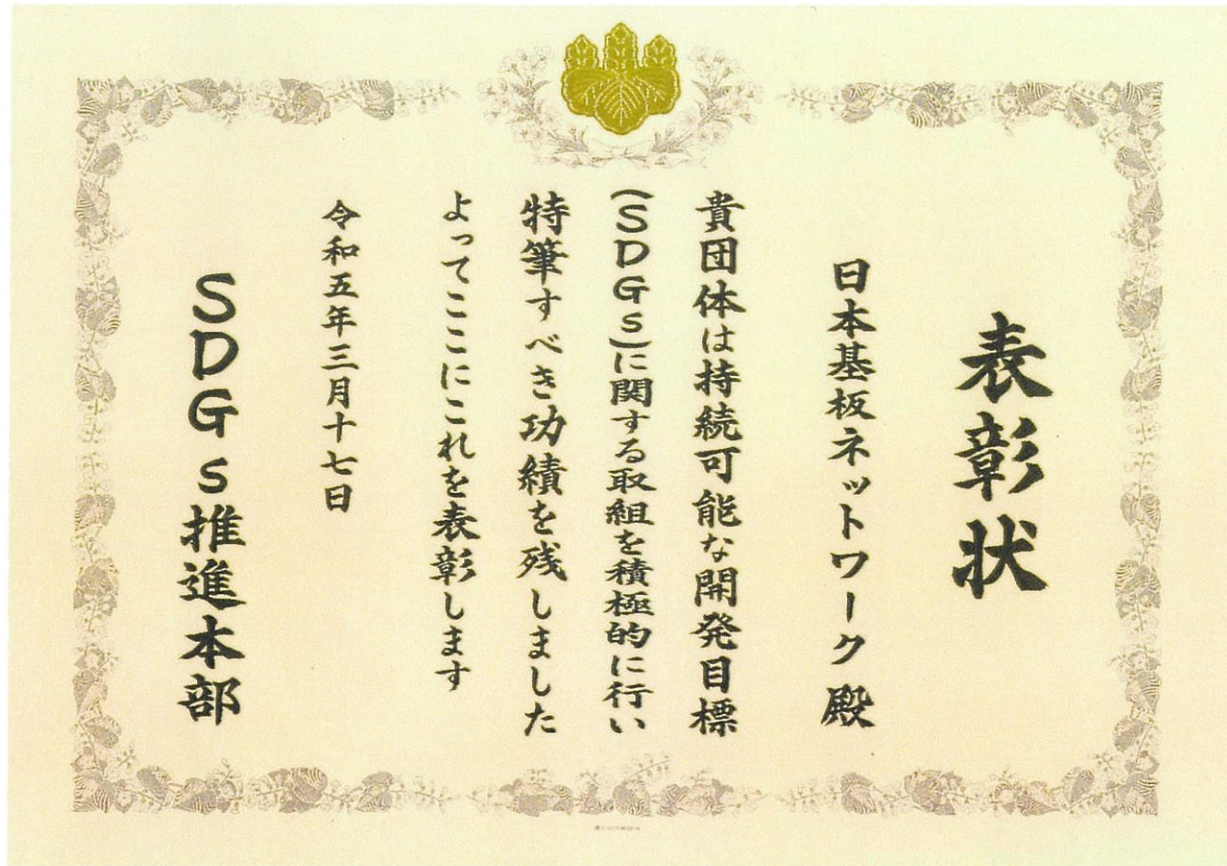 表彰状
日本基板ネットワーク 殿
貴団体は持続可能な開発目標
(SDGs)に関する取組を積極的に行い
特筆すべき功績を残しました
よってここにこれを表彰します
令和五年三月十七日
SDGs推進本部